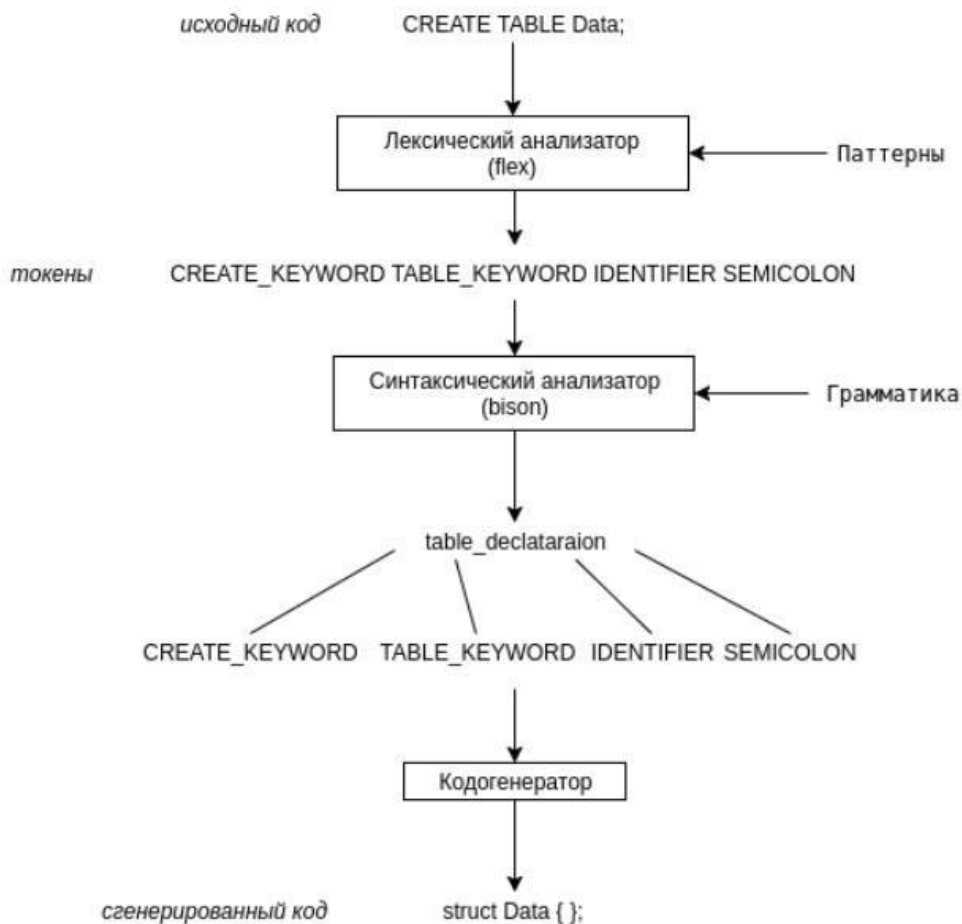 исходный код CREATE TABLE Data;
Лексический анализатор
(flex)
Паттерны
токены CREATE_KEYWORD TABLE_KEYWORD IDENTIFIER SEMICOLON
Синтаксический анализатор
(bison)
Грамматика
table_declataraion
CREATE_KEYWORD TABLE_KEYWORD IDENTIFIER SEMICOLON
Кодогенератор
сгенерированный код struct Data { };